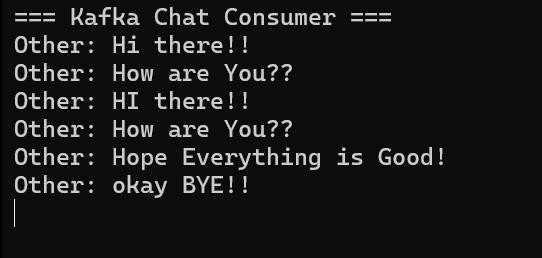 === Kafka Chat Consumer ===
Other: Hi there!!
Other: How are You??
Other: HI there!!
Other: How are You??
Other: Hope Everything is Good!
Other: okay BYE!!